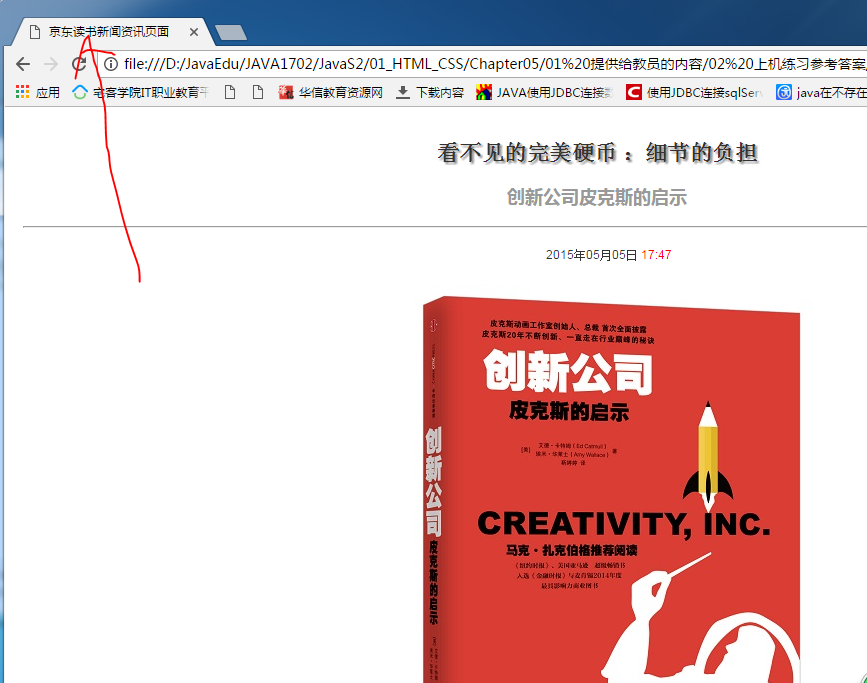 京东读书新闻资讯页面
file:///D:/JavaEdu/JAVA1702/JavaS2/01_HTML_CSS/Chapter05/01%20提供给教员的内容/02%20上机练习参考答案
应用 宅客学院IT职业教育平 华信教育资源网 下载内容 JAVA使用JDBC连接 使用JDBC连接sqlSer java在不存在
看不见的完美硬币：细节的负担
创新公司皮克斯的启示
2015年05月05日 17:47
皮克斯动画工作室创始人、总裁 首次全面披露
皮克斯20年不断创新、一直走在行业巅峰的秘诀
创新公司
皮克斯的启示
[美] 艾德·卡特姆（Ed Catmull）
埃米·华莱士（Amy Wallace） 著
靳婷婷 译
CREATIVITY, INC.
马克·扎克伯格推荐阅读
《纽约时报》、美国亚马逊 超级畅销书
入选《金融时报》与麦肯锡2014年度
最具影响力商业图书
创新公司
皮克斯的启示